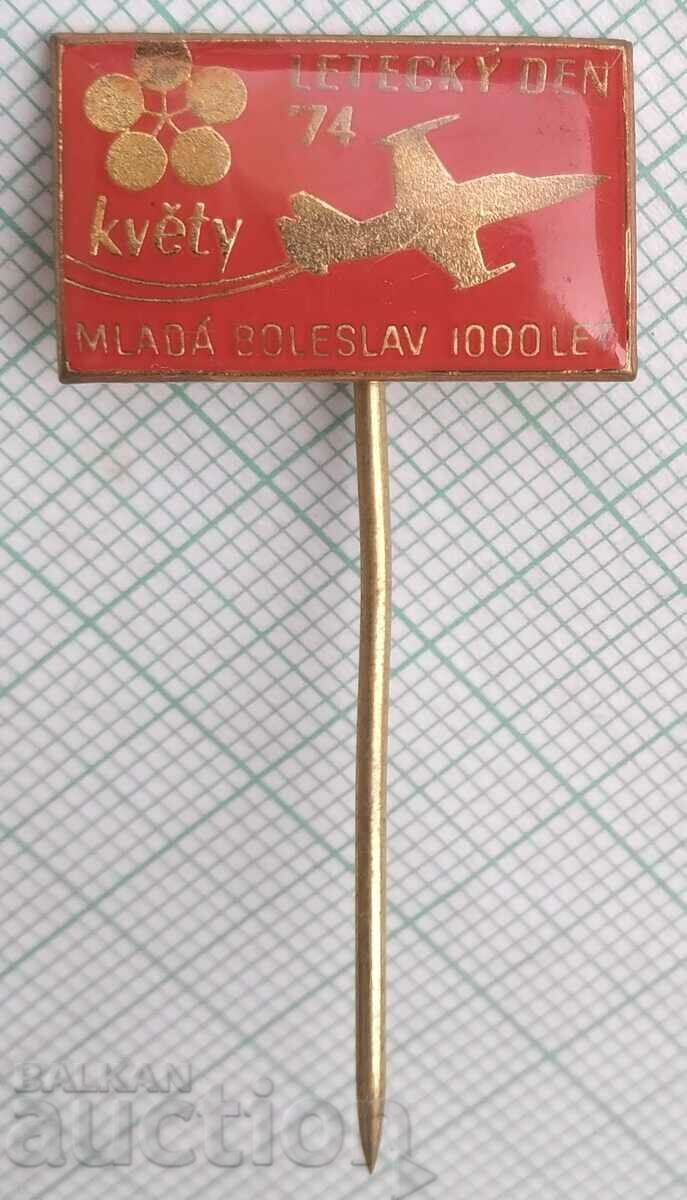 LETECKÝ DEN
'74
květy
MLADÁ BOLESLAV 1000 LET
BALKAN
auction